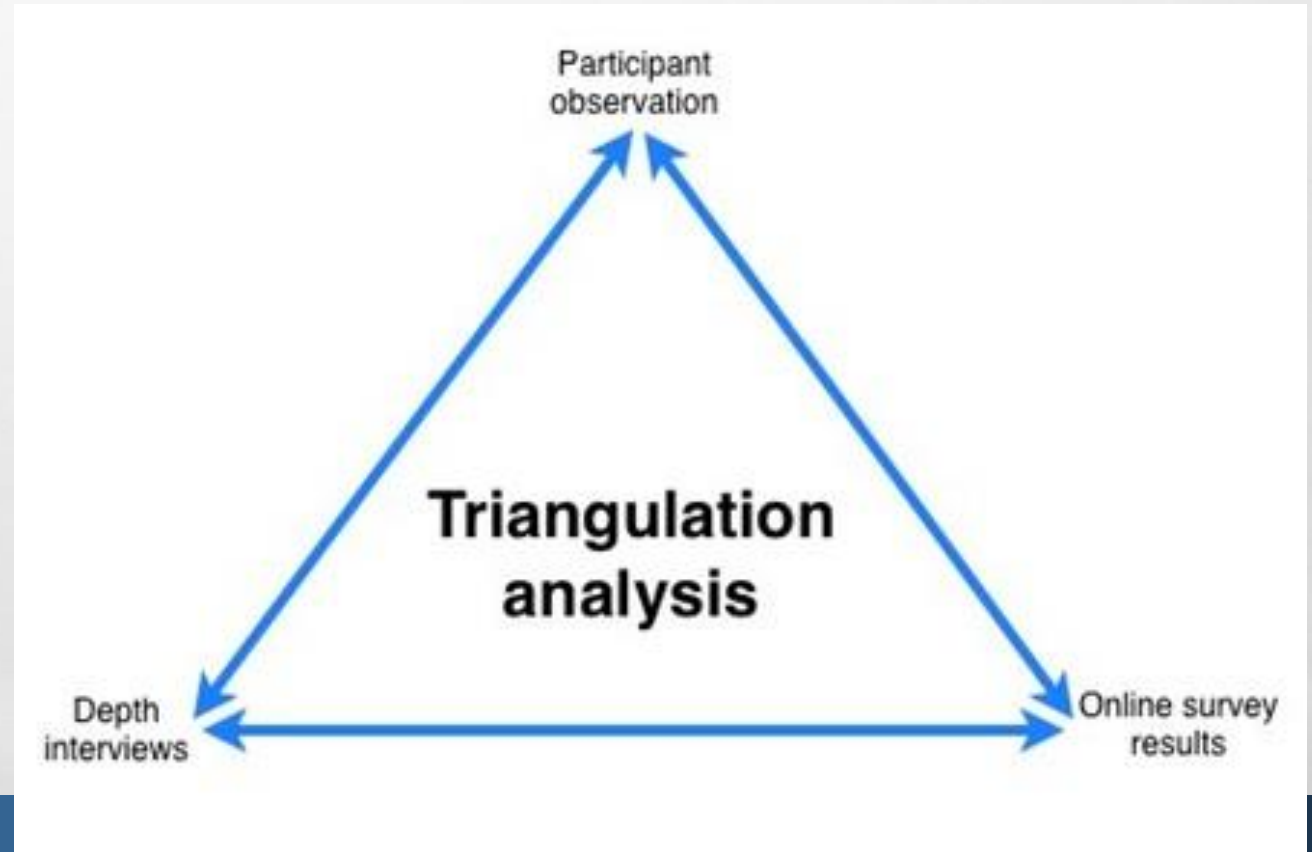 Participant
observation
Triangulation
analysis
Depth
interviews
Online survey
results